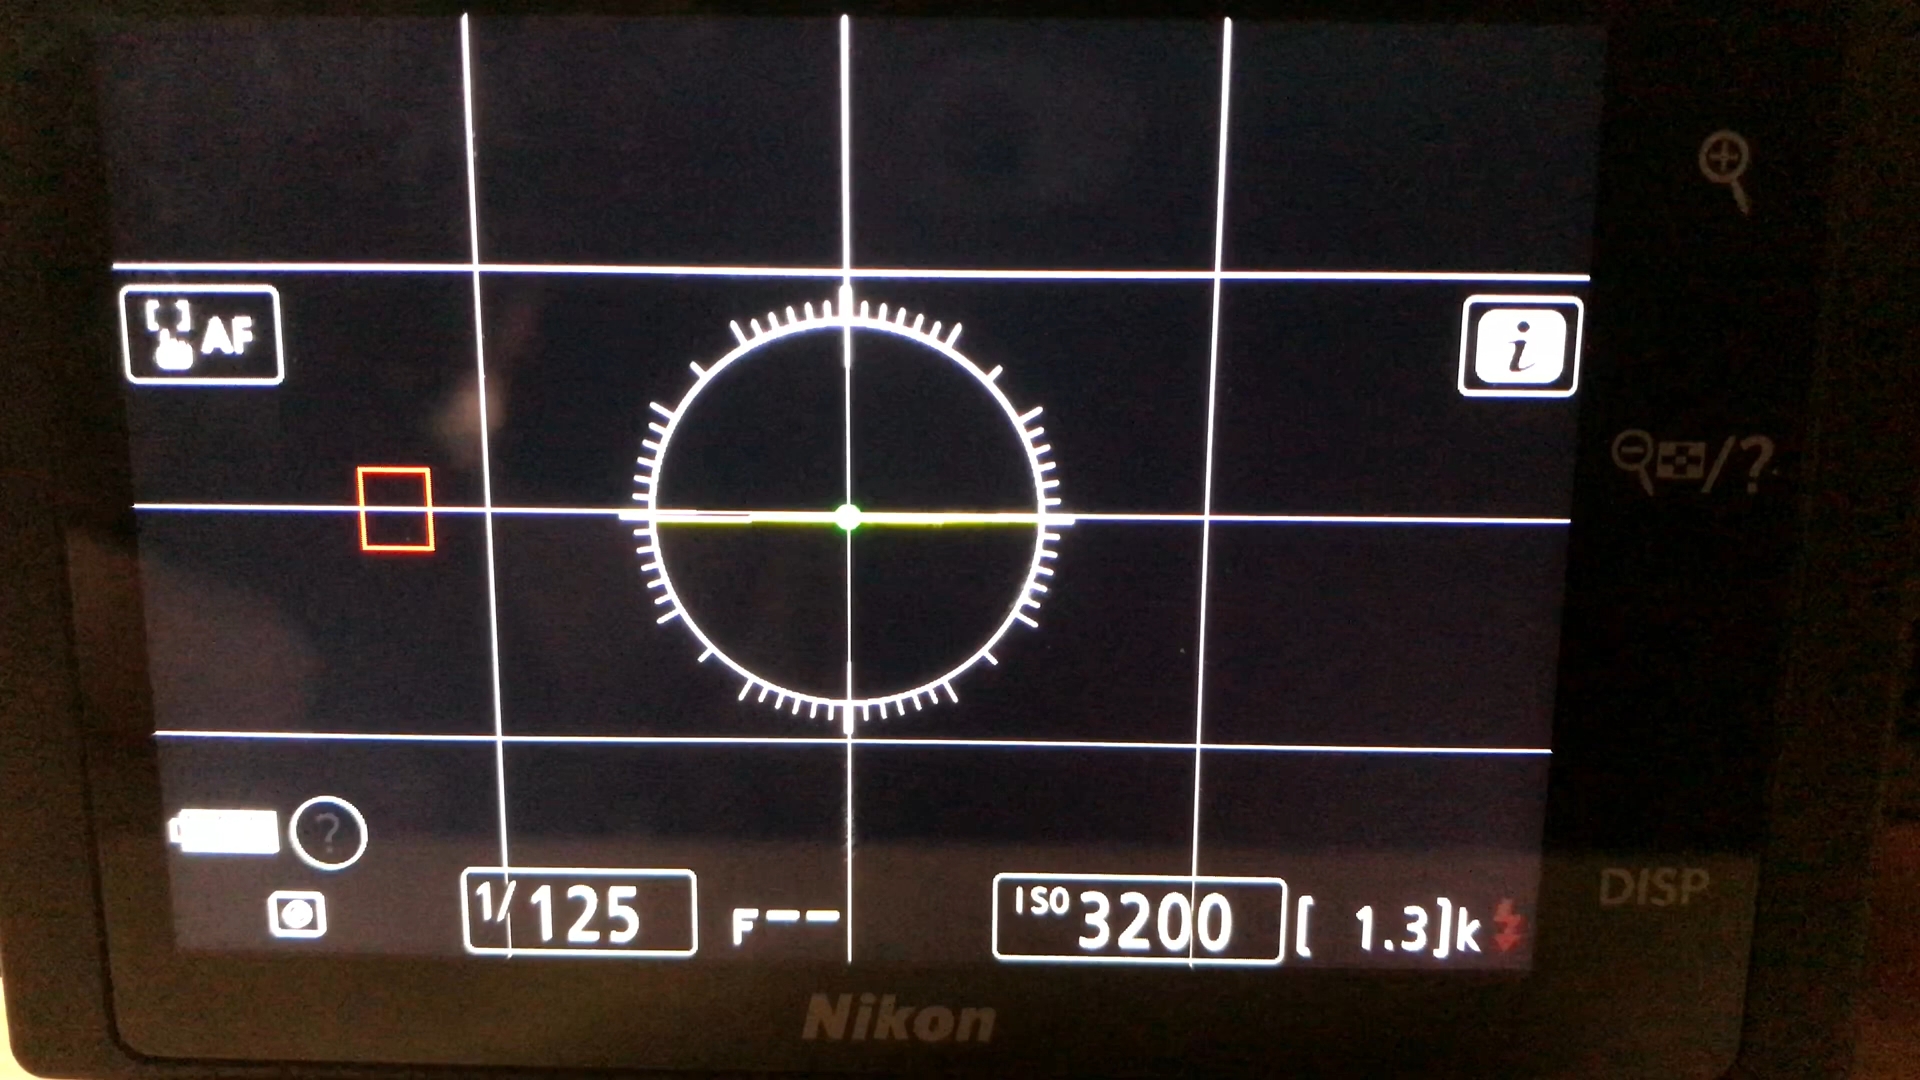 AF
i
?
/?
1/125
F--
ISO 3200
[ 1.3]k
DISP
Nikon